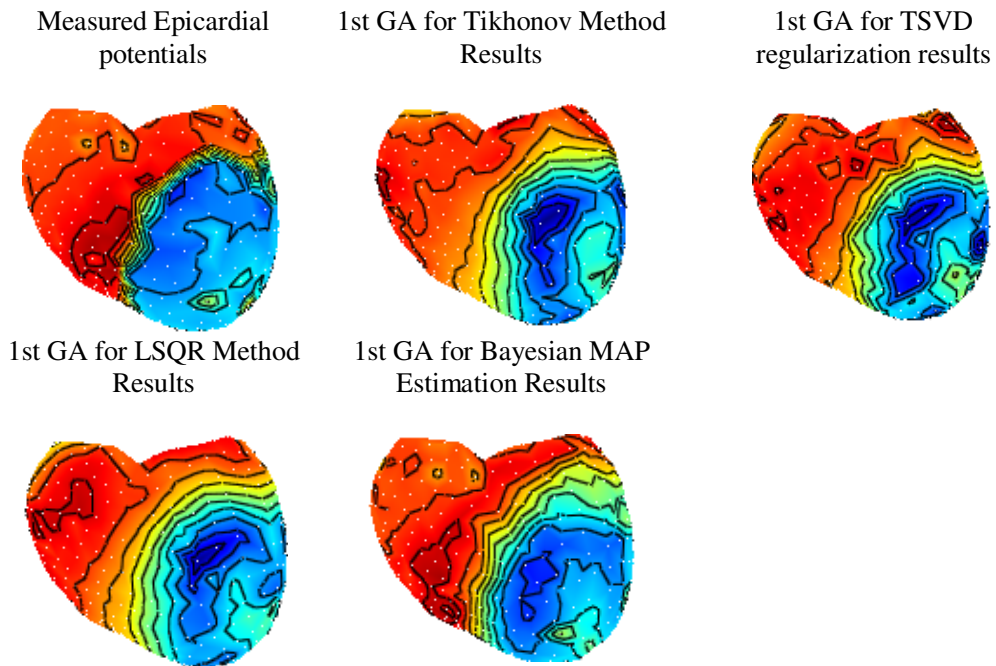 Measured Epicardial
potentials
1st GA for Tikhonov Method
Results
1st GA for TSVD
regularization results
1st GA for LSQR Method
Results
1st GA for Bayesian MAP
Estimation Results